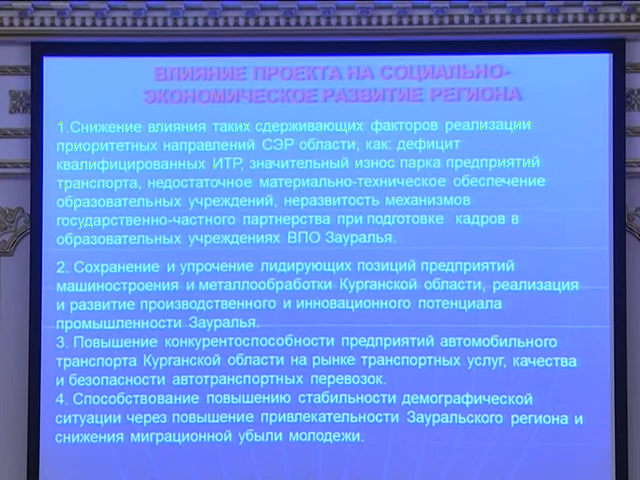 ВЛИЯНИЕ ПРОЕКТА НА СОЦИАЛЬНО-
ЭКОНОМИЧЕСКОЕ РАЗВИТИЕ РЕГИОНА
1.Снижение влияния таких сдерживающих факторов реализации
приоритетных направлений СЭР области, как: дефицит
квалифицированных ИТР, значительный износ парка предприятий
транспорта, недостаточное материально-техническое обеспечение
образовательных учреждений, неразвитость механизмов
государственно-частного партнерства при подготовке кадров в
образовательных учреждениях ВПО Зауралья.
2. Сохранение и упрочение лидирующих позиций предприятий
машиностроения и металлообработки Курганской области, реализация
и развитие производственного и инновационного потенциала
промышленности Зауралья.
3. Повышение конкурентоспособности предприятий автомобильного
транспорта Курганской области на рынке транспортных услуг, качества
и безопасности автотранспортных перевозок.
4. Способствование повышению стабильности демографической
ситуации через повышение привлекательности Зауральского региона и
снижения миграционной убыли молодежи.